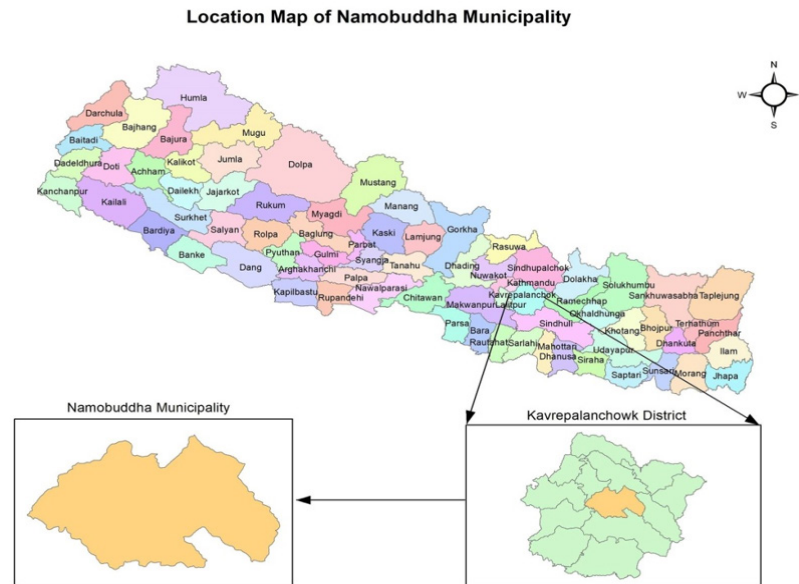 Location Map of Namobuddha Municipality
N
W
S
Humla
Darchula
Bajhang
Baitadi
Bajura
Mugu
Dadeldhura
Doti
Achham
Kalikot
Jumla
Dolpa
Mustang
Kanchanpur
Kailali
Dailekh
Jajarkot
Rukum
Manang
Surkhet
Myagdi
Bardiya
Salyan
Rolpa
Baglung
Kaski
Lamjung
Gorkha
Banke
Pyuthan
Gulmi
Parbat
Syangja
Tanahu
Rasuwa
Dang
Arghakhanchi
Palpa
Dhading
Nuwakot
Sindhupalchok
Dolakha
Kapilbastu
Rupandehi
Nawalparasi
Chitawan
Kathmandu
Kavrepalanchok
Solukhumbu
Sankhuwasabha
Taplejung
Makwanpur
Lalitpur
Ramechhap
Okhaldhunga
Parsa
Bara
Rautahat
Sarlahi
Sindhuli
Mahottari
Dhanusa
Siraha
Udayapur
Khotang
Bhojpur
Terhathum
Panchthar
Dhankuta
Ilam
Saptari
Sunsari
Morang
Jhapa
Namobuddha Municipality
Kavrepalanchowk District